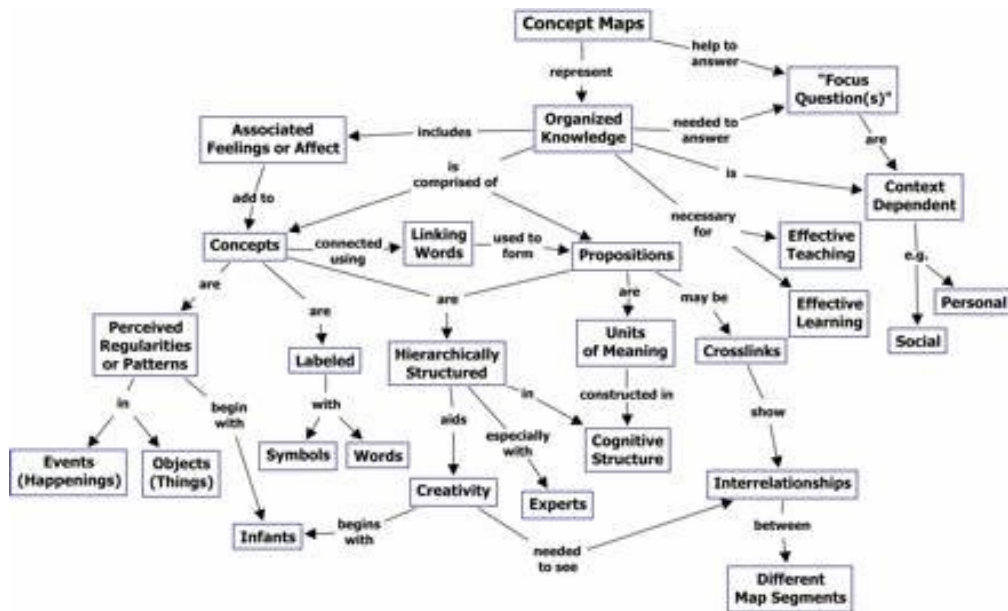 Concept Maps
help to
answer
represent
"Focus
Question(s)"
Organized
Knowledge
needed to
answer
includes
Associated
Feelings or Affect
are
is
comprised of
is
add to
Context
Dependent
necessary
for
Concepts
connected
using
Linking
Words
used to
form
Propositions
Effective
Teaching
e.g.
are
are
are
may be
Effective
Learning
Personal
Perceived
Regularities
or Patterns
are
Units
of Meaning
Social
Labeled
Hierarchically
Structured
Crosslinks
constructed in
in
begin
with
with
aids
in
show
especially
with
Events
(Happenings)
Objects
(Things)
Symbols
Words
Cognitive
Structure
Creativity
Experts
Interrelationships
Infants
begins
with
needed
to see
between
Different
Map Segments